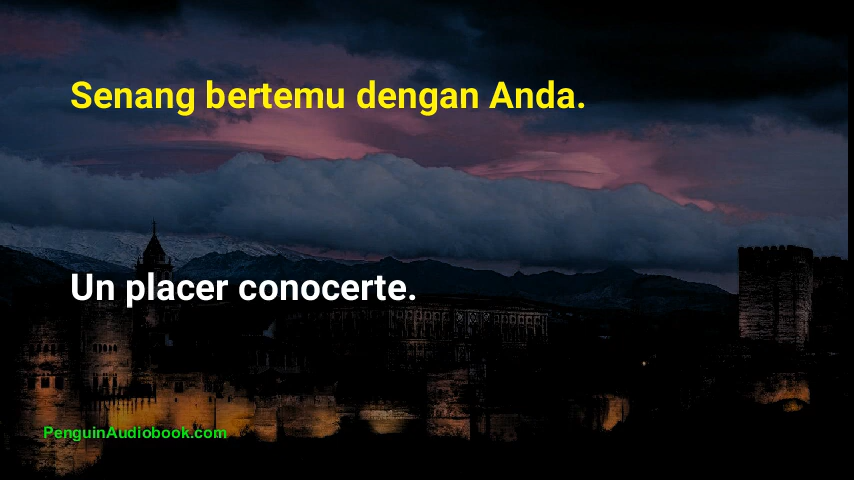 Senang bertemu dengan Anda.
Un placer conocerte.
PenguinAudiobook.com